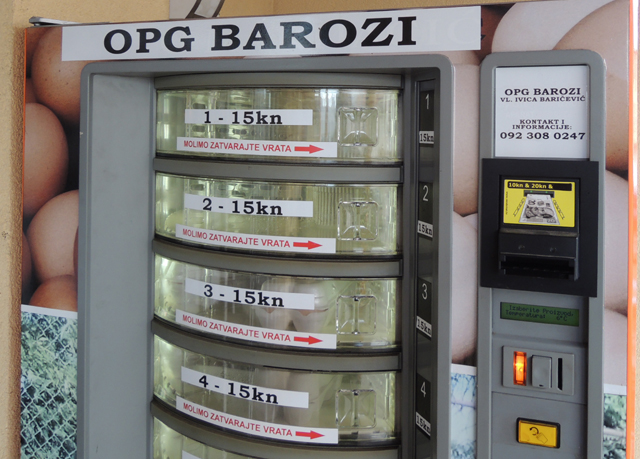 OPG BAROZI
1 - 15kn
MOLIMO ZATVARAJTE VRATA
2 - 15kn
MOLIMO ZATVARAJTE VRATA
3 - 15kn
MOLIMO ZATVARAJTE VRATA
4 - 15kn
MOLIMO ZATVARAJTE VRATA
1
15kn
2
15kn
3
15kn
4
15kn
OPG BAROZI
VL. IVICA BARIČEVIĆ
KONTAKT I
INFORMACIJE:
092 308 0247
10kn & 20kn &
Izaberite Proizvod